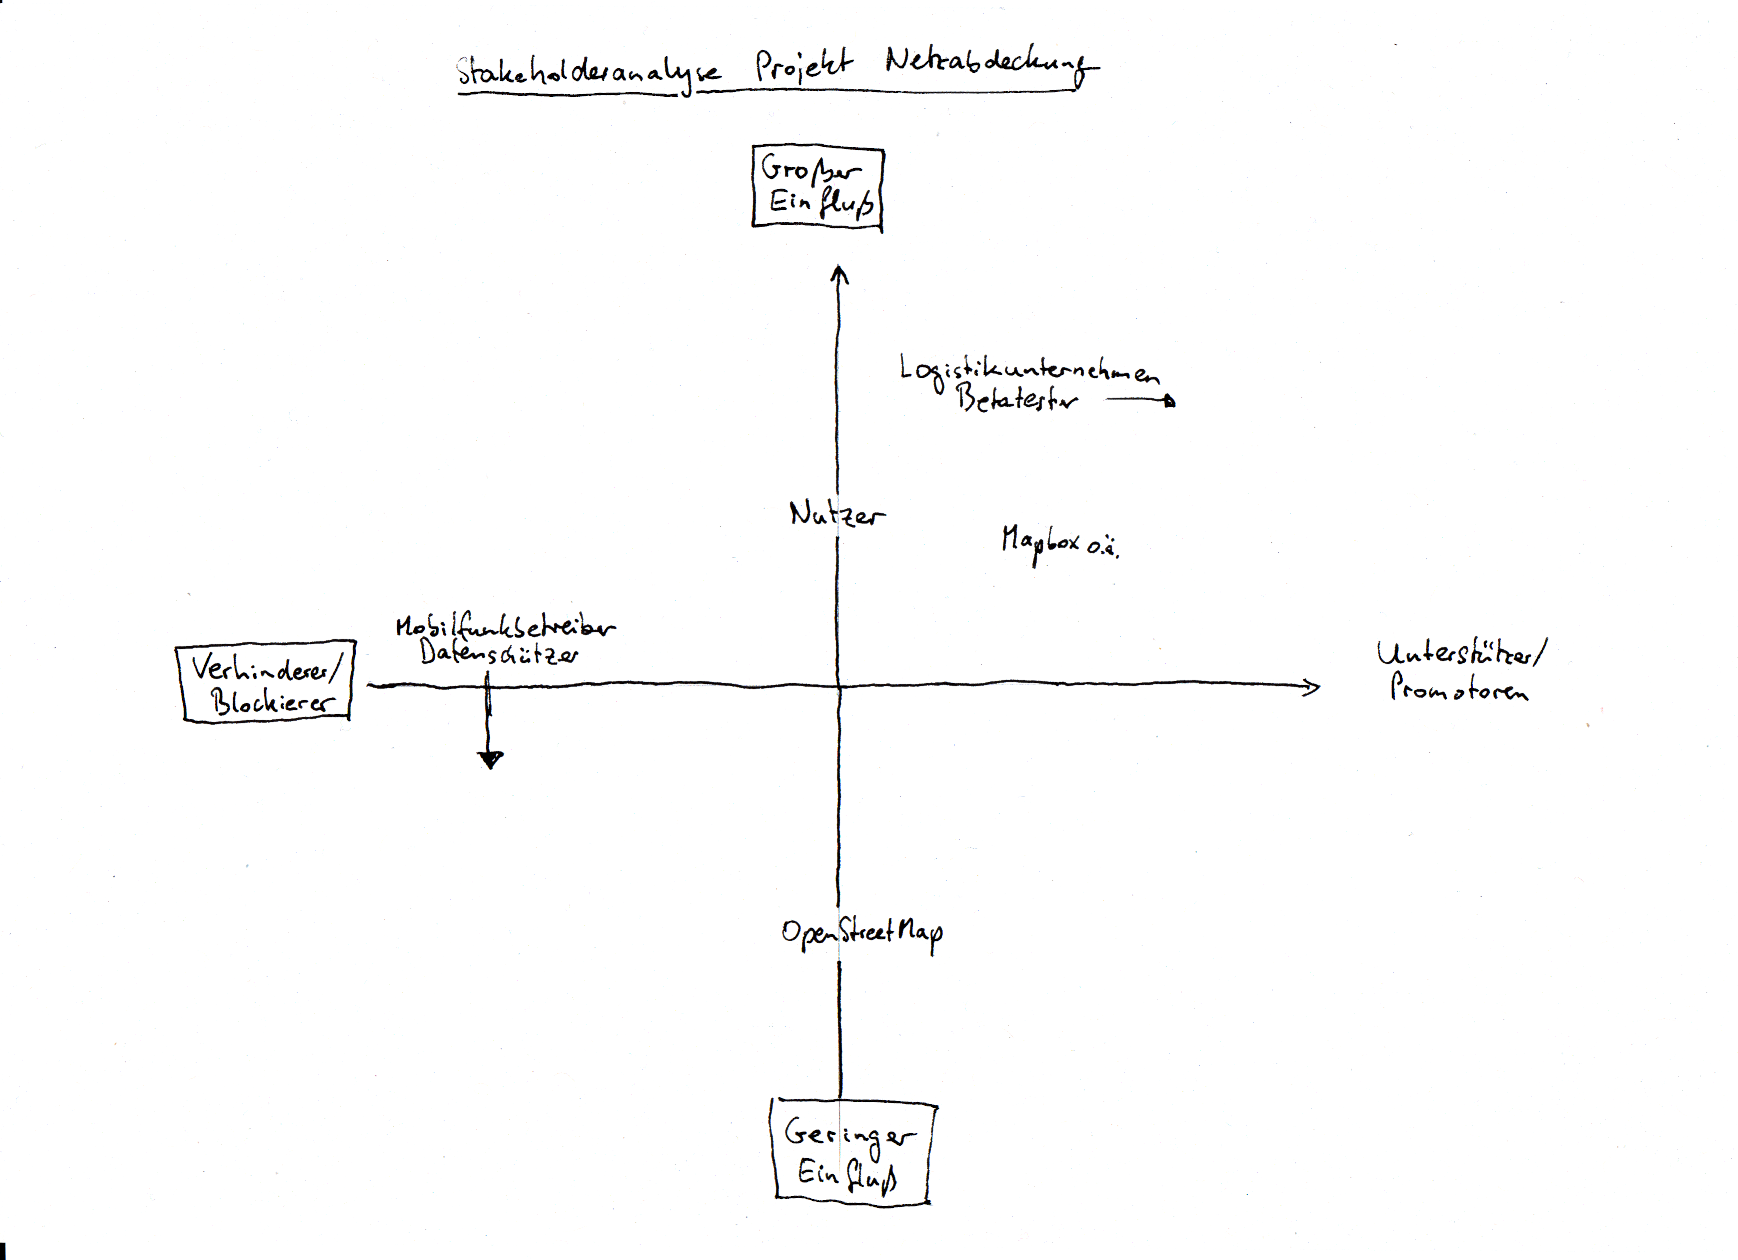 Stakeholderanalyse Projekt Netzabdeckung
Großer
Einfluß
Logistikunternehmen
Betatester
Nutzer
Mapbox o.ä.
Mobilfunkbetreiber
Datenschützer
Verhinderer/
Blockierer
Unterstützer/
Promotoren
OpenStreetMap
Geringer
Einfluß